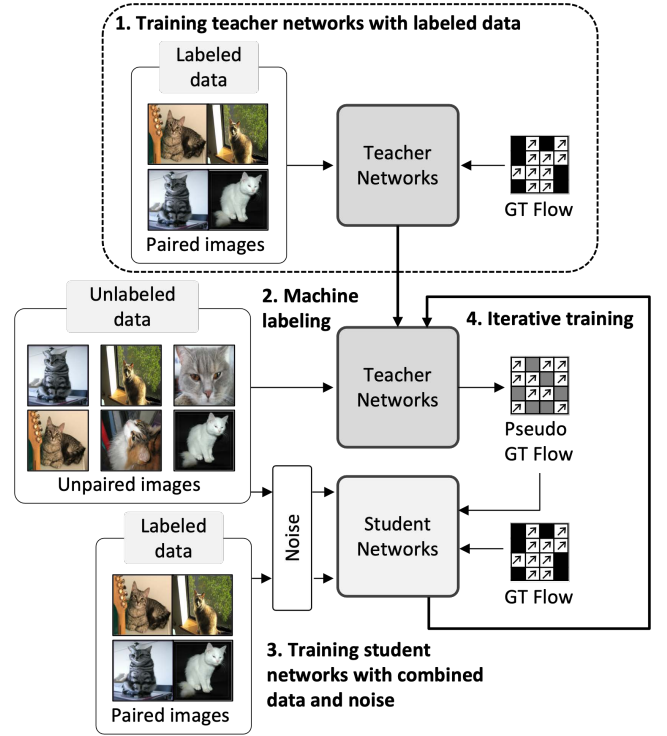 1. Training teacher networks with labeled data
Labeled
data
Paired images
Teacher
Networks
GT Flow
Unlabeled
data
Unpaired images
2. Machine
labeling
4. Iterative training
Teacher
Networks
Pseudo
GT Flow
Labeled
data
Paired images
Noise
Student
Networks
GT Flow
3. Training student
networks with combined
data and noise